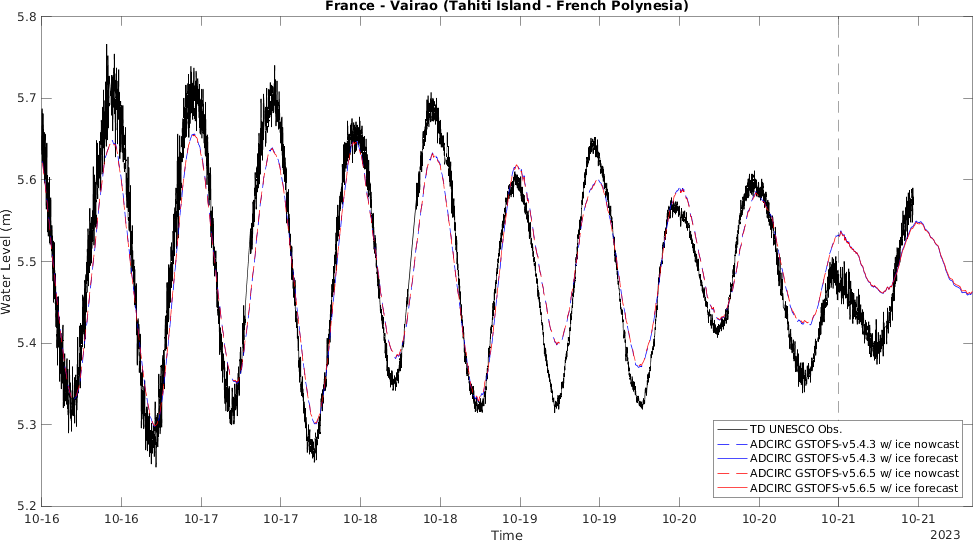 France - Vairao (Tahiti Island - French Polynesia)
5.8
5.7
5.6
5.5
5.4
5.3
5.2
Water Level (m)
TD UNESCO Obs.
ADCIRC GSTOFS-v5.4.3 w/ ice nowcast
ADCIRC GSTOFS-v5.4.3 w/ ice forecast
ADCIRC GSTOFS-v5.6.5 w/ ice nowcast
ADCIRC GSTOFS-v5.6.5 w/ ice forecast
10-16 10-16 10-17 10-17 10-18 10-18 10-19 10-19 10-20 10-20 10-21 10-21
Time
2023